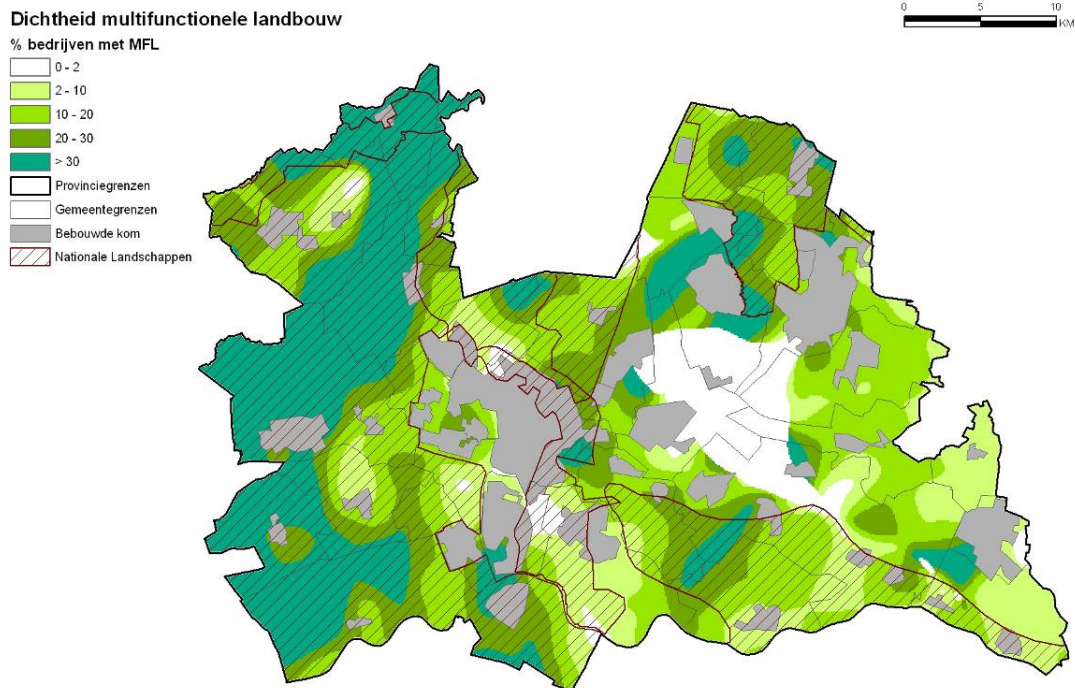 Dichtheid multifunctionele landbouw
% bedrijven met MFL
0 - 2
2 - 10
10 - 20
20 - 30
> 30
Provinciegrenzen
Gemeentegrenzen
Bebouwde kom
Nationale Landschappen
0 5 10
KM